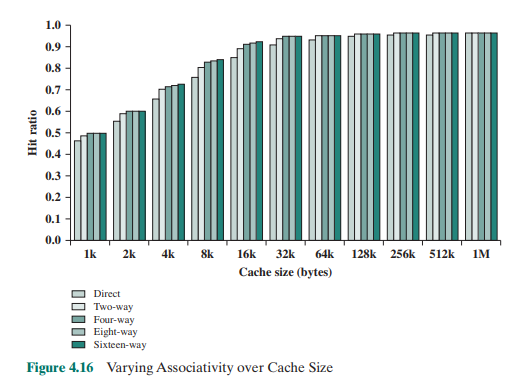 1.0
0.9
0.8
0.7
0.6
0.5
0.4
0.3
0.2
0.1
0.0
Hit ratio
1k 2k 4k 8k 16k 32k 64k 128k 256k 512k 1M
Cache size (bytes)
Direct
Two-way
Four-way
Eight-way
Sixteen-way
Figure 4.16 Varying Associativity over Cache Size